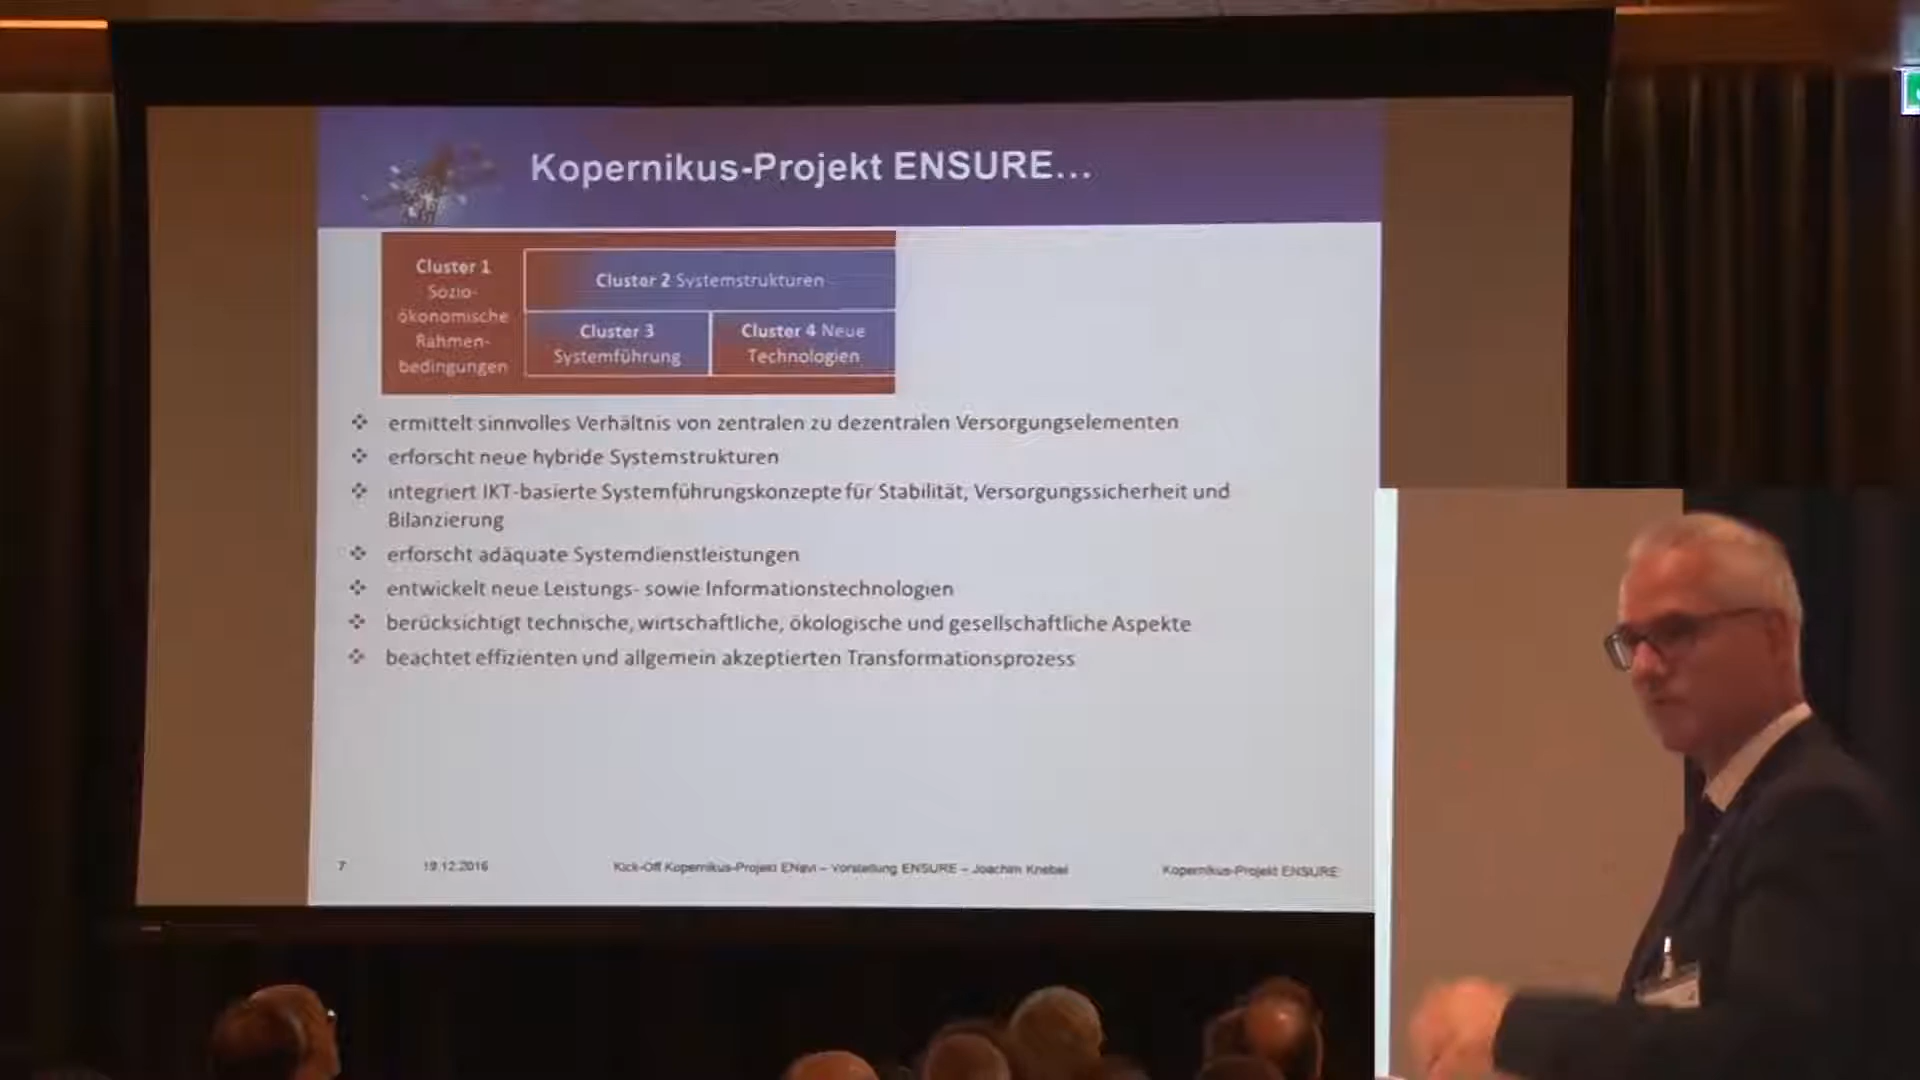 Kopernikus-Projekt ENSURE...
Cluster 1
Sozio-
ökonomische
Rahmen-
bedingungen
Cluster 2 Systemstrukturen
Cluster 3
Systemführung
Cluster 4 Neue
Technologien
ermittelt sinnvolles Verhältnis von zentralen zu dezentralen Versorgungselementen
erforscht neue hybride Systemstrukturen
integriert IKT-basierte Systemführungskonzepte für Stabilität, Versorgungssicherheit und
Bilanzierung
erforscht adäquate Systemdienstleistungen
entwickelt neue Leistungs- sowie Informationstechnologien
berücksichtigt technische, wirtschaftliche, ökologische und gesellschaftliche Aspekte
beachtet effizienten und allgemein akzeptierten Transformationsprozess
7
19.12.2016
Kick-Off Kopernikus-Projekt ENavi – Vorstellung ENSURE – Joachim Knebel
Kopernikus-Projekt ENSURE